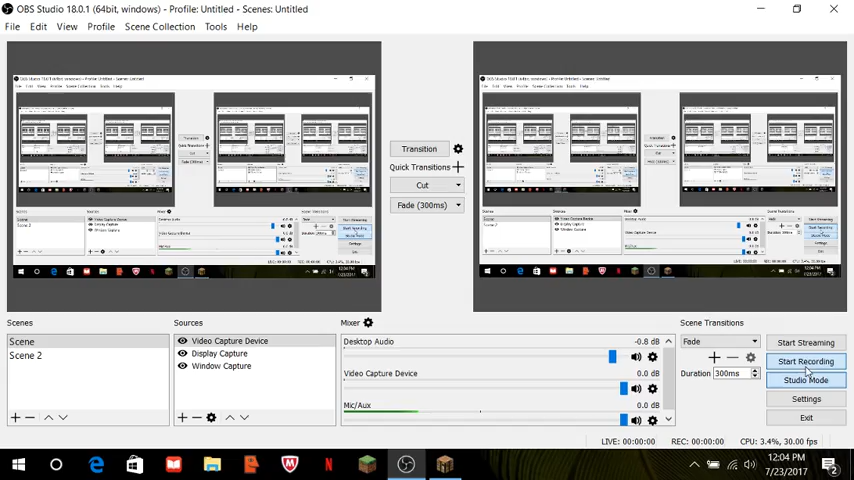 OBS Studio 18.0.1 (64bit, windows) - Profile: Untitled - Scenes: Untitled
File Edit View Profile Scene Collection Tools Help
Transition
Quick Transitions
Cut
Fade (300ms)
Scenes
Scene
Scene 2
Sources
Video Capture Device
Display Capture
Window Capture
Mixer
Desktop Audio -0.8 dB
Video Capture Device 0.0 dB
Mic/Aux 0.0 dB
Scene Transitions
Fade
Duration 300ms
Start Streaming
Start Recording
Studio Mode
Settings
Exit
LIVE: 00:00:00 REC: 00:00:00 CPU: 3.4%, 30.00 fps
12:04 PM
7/23/2017
2